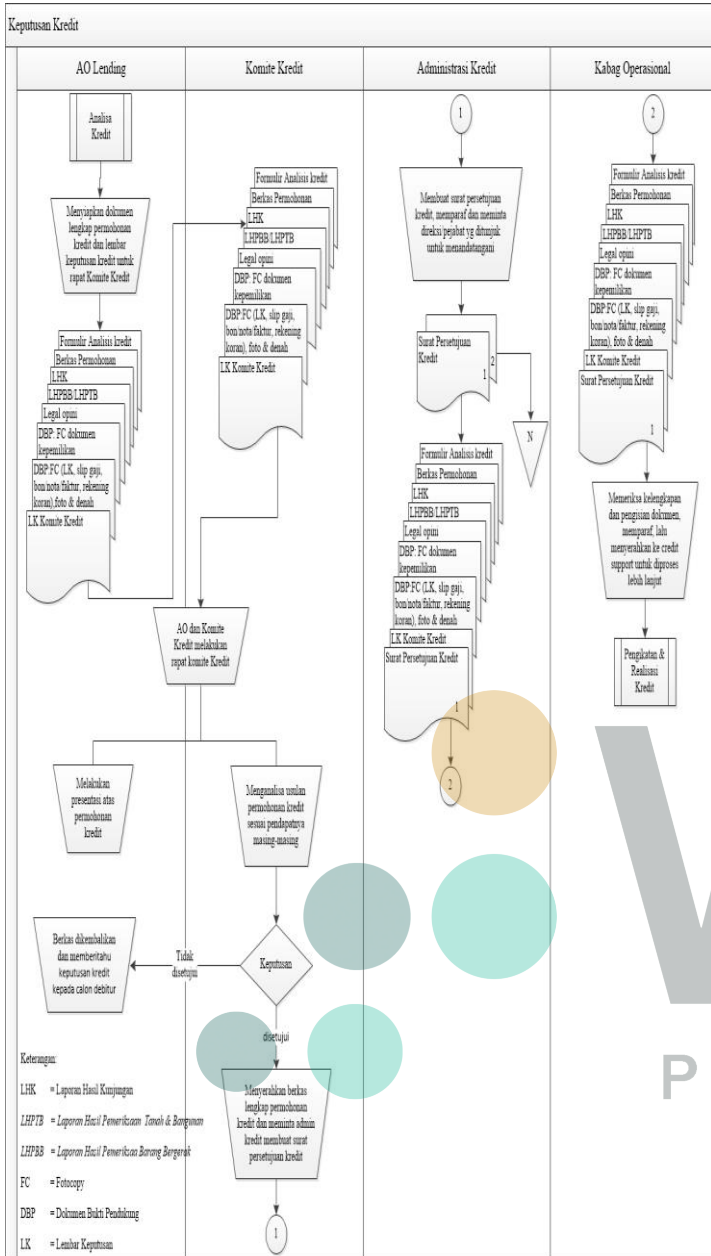 Keputusan Kredit
AO Lending
Komite Kredit
Administrasi Kredit
Kabag Operasional
Analisa
Kredit
Menyiapkan dokumen
lengkap permohonan
kredit dan lembar
keputusan kredit untuk
rapat Komite Kredit
Formulir Analisis kredit
Berkas Permohonan
LHK
LHPBB/LHPTB
Legal opini
DBP: FC dokumen
kepemilikan
DBP:FC (LK, slip gaji,
bon/nota/faktur, rekening
koran),foto & denah
LK Komite Kredit
Formulir Analisis kredit
Berkas Permohonan
LHK
LHPBB/LHPTB
Legal opini
DBP: FC dokumen
kepemilikan
DBP:FC (LK, slip gaji,
bon/nota/faktur, rekening
koran), foto & denah
LK Komite Kredit
AO dan Komite
Kredit melakukan
rapat komite Kredit
Melakukan
presentasi atas
permohonan
kredit
Menganalisa usulan
permohonan kredit
sesuai pendapatnya
masing-masing
Keputusan
Tidak
disetujui
Berkas dikembalikan
dan memberitahu
keputusan kredit
kepada calon debitur
disetujui
Menyerahkan berkas
lengkap permohonan
kredit dan meminta admin
kredit membuat surat
persetujuan kredit
1
1
Membuat surat persetujuan
kredit, memparaf dan meminta
direksi pejabat yg ditunjuk
untuk menandatangani
Surat Persetujuan
Kredit
2
1
N
Formulir Analisis kredit
Berkas Permohonan
LHK
LHPBB/LHPTB
Legal opini
DBP: FC dokumen
kepemilikan
DBP:FC (LK, slip gaji,
bon/nota/faktur, rekening
koran), foto & denah
LK Komite Kredit
Surat Persetujuan Kredit
1
2
2
Formulir Analisis kredit
Berkas Permohonan
LHK
LHPBB/LHPTB
Legal opini
DBP: FC dokumen
kepemilikan
DBP:FC (LK, slip gaji,
bon/nota/faktur, rekening
koran), foto & denah
LK Komite Kredit
Surat Persetujuan Kredit
1
Memeriksa kelengkapan
dan pengisian dokumen,
memparaf, lalu
menyerahkan ke credit
support untuk diproses
lebih lanjut
Pengikatan &
Realisasi
Kredit
Keterangan:
LHK = Laporan Hasil Kunjungan
LHPTB = Laporan Hasil Pemeriksaam Tanah & Bangunan
LHPBB = Laporan Hasil Pemeriksaa Barang Bergerak
FC = Fotocopy
DBP = Dokumen Bukti Pendukung
LK = Lembar Keputusan
P